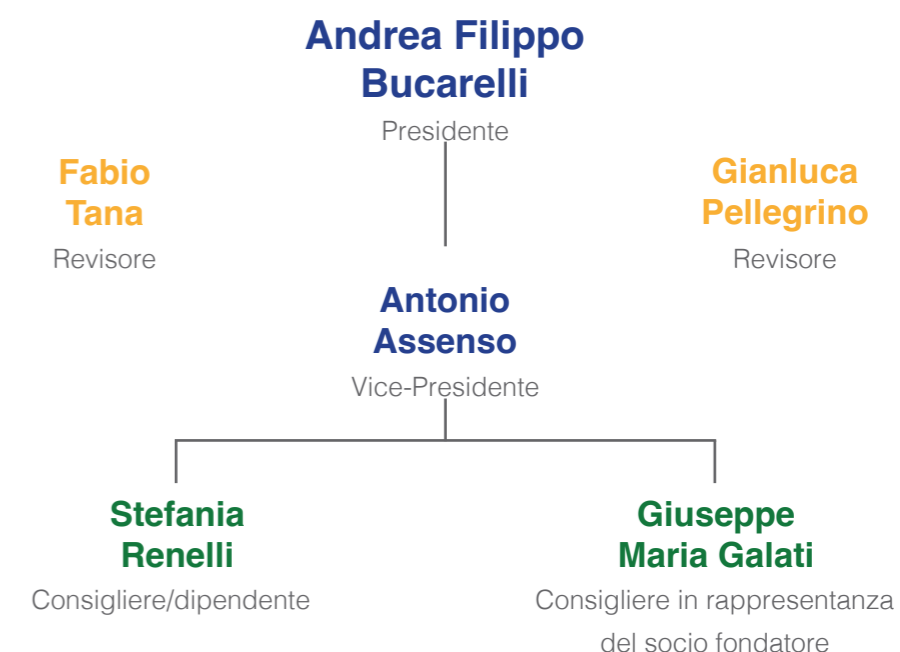 Andrea Filippo
Bucarelli
Presidente
Fabio
Tana
Revisore
Gianluca
Pellegrino
Revisore
Antonio
Assenso
Vice-Presidente
Stefania
Renelli
Consigliere/dipendente
Giuseppe
Maria Galati
Consigliere in rappresentanza
del socio fondatore